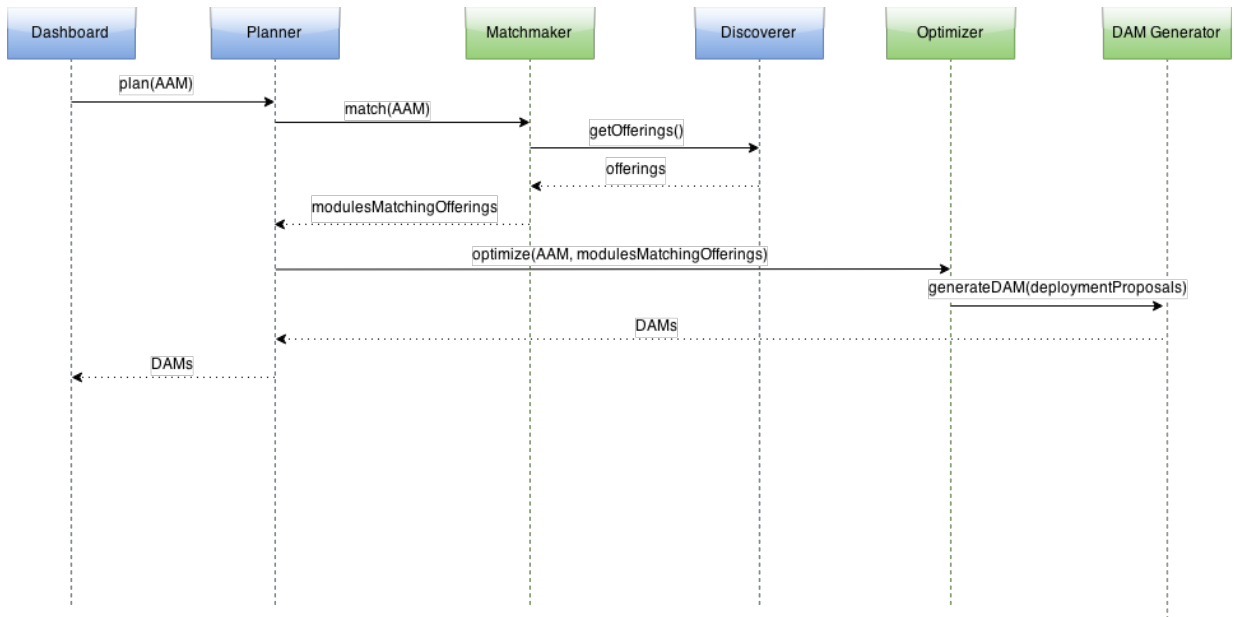 Dashboard
Planner
Matchmaker
Discoverer
Optimizer
DAM Generator
plan(AAM)
match(AAM)
getOfferings()
offerings
modulesMatchingOfferings
optimize(AAM, modulesMatchingOfferings)
generateDAM(deploymentProposals)
DAMs
DAMs